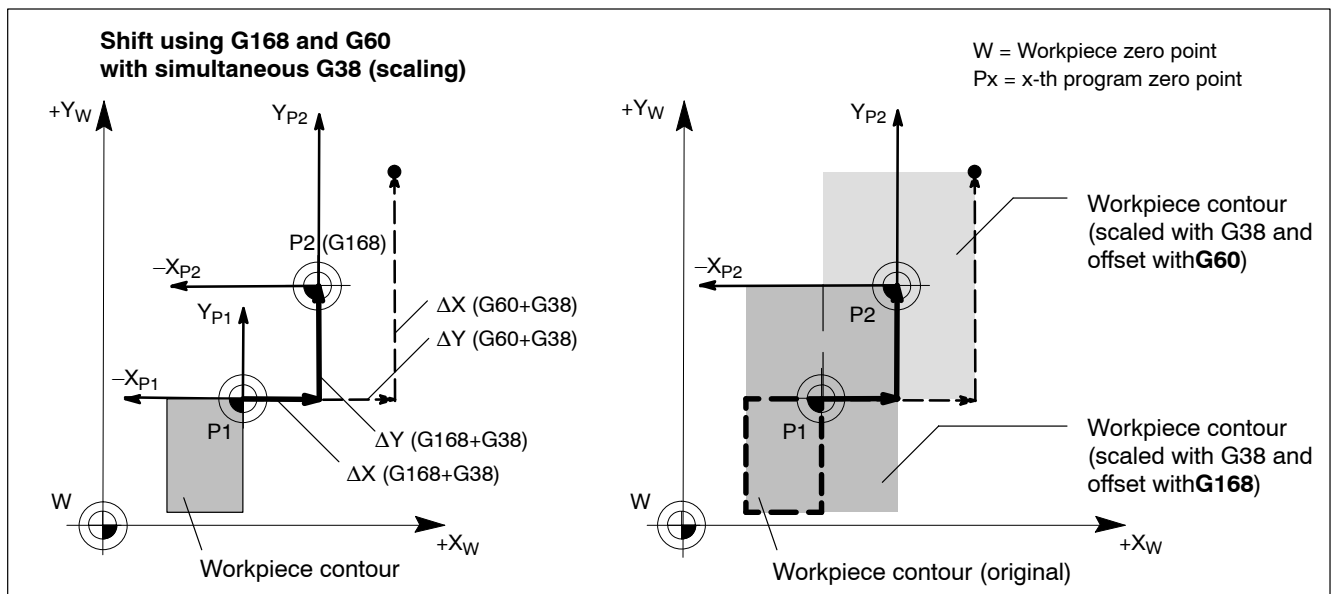 Shift using G168 and G60
with simultaneous G38 (scaling)
W = Workpiece zero point
Px = x-th program zero point
+YW
YP2
P2 (G168)
−XP2
YP1
−XP1
P1
ΔX (G60+G38)
ΔY (G60+G38)
ΔY (G168+G38)
ΔX (G168+G38)
W
+XW
Workpiece contour
+YW
YP2
−XP2
P2
P1
Workpiece contour
(scaled with G38 and
offset withG60)
Workpiece contour
(scaled with G38 and
offset withG168)
W
+XW
Workpiece contour (original)